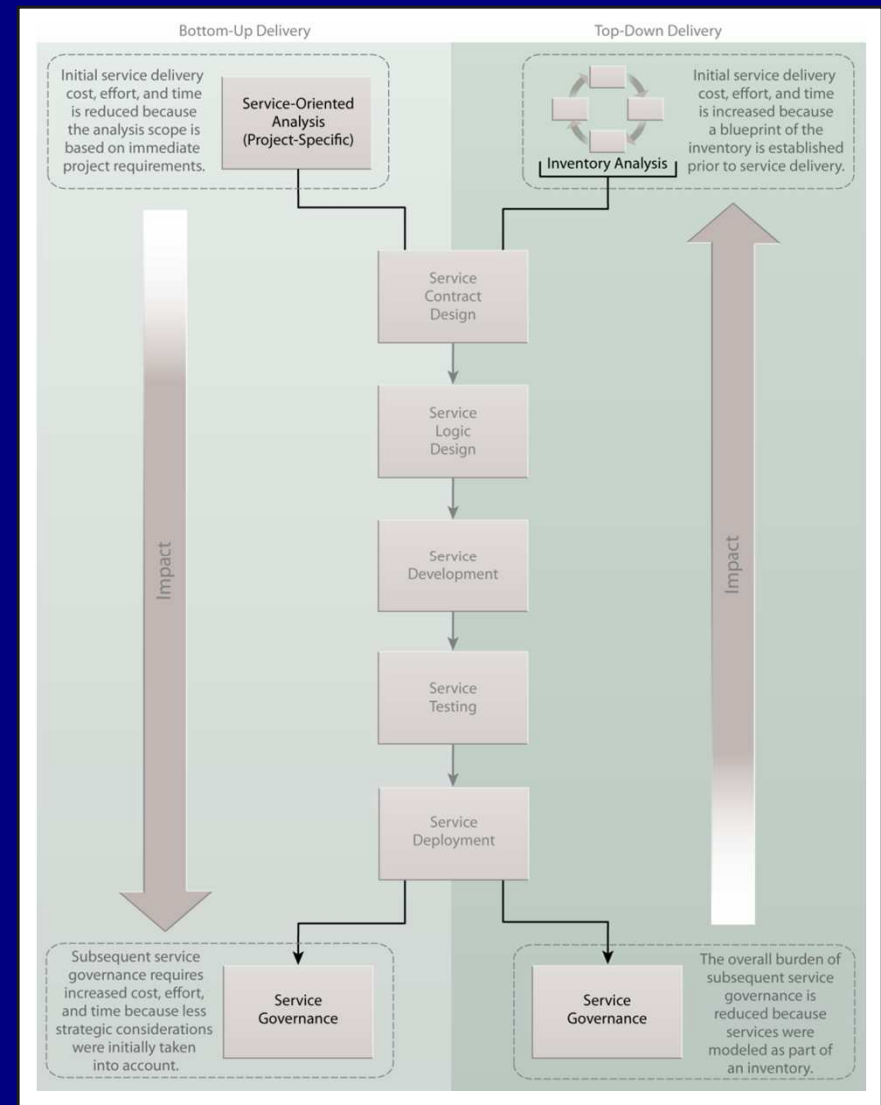 Bottom-Up Delivery
Top-Down Delivery
Initial service delivery
cost, effort, and time
is reduced because
the analysis scope is
based on immediate
project requirements.
Service-Oriented
Analysis
(Project-Specific)
Inventory Analysis
Initial service delivery
cost, effort, and time
is increased because
a blueprint of the
inventory is established
prior to service delivery.
Service
Contract
Design
Service
Logic
Design
Impact
Service
Development
Impact
Service
Testing
Service
Deployment
Subsequent service
governance requires
increased cost, effort,
and time because less
strategic considerations
were initially taken
into account.
Service
Governance
Service
Governance
The overall burden of
subsequent service
governance is
reduced because
services were
modeled as part of
an inventory.